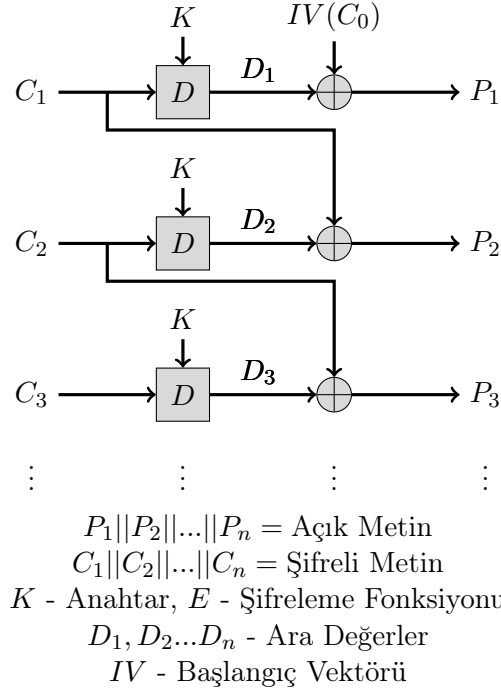 K IV(C₀)
C₁ D D₁ P₁
K
C₂ D D₂ P₂
K
C₃ D D₃ P₃
⋮ ⋮ ⋮ ⋮
P₁||P₂||...||Pₙ = Açık Metin
C₁||C₂||...||Cₙ = Şifreli Metin
K - Anahtar, E - Şifreleme Fonksiyonu
D₁, D₂...Dₙ - Ara Değerler
IV - Başlangıç Vektörü